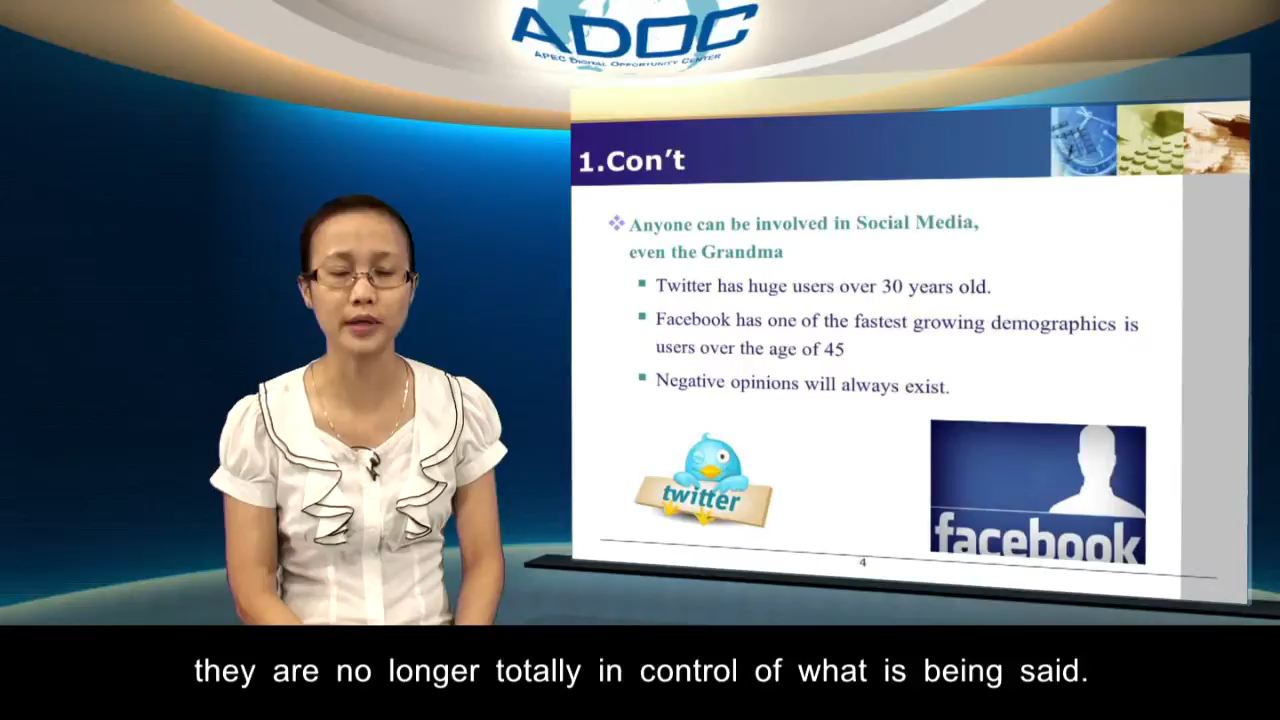 ADOC
APEC DIGITAL OPPORTUNITY CENTER
1.Con't
Anyone can be involved in Social Media,
even the Grandma
Twitter has huge users over 30 years old.
Facebook has one of the fastest growing demographics is
users over the age of 45
Negative opinions will always exist.
twitter
facebook
4
they are no longer totally in control of what is being said.